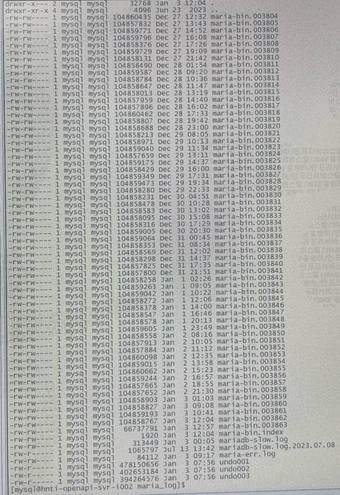 drwxr-x--- 2 mysql mysql 32768 Jan 3 12:04 .
drwxr-xr-x 4 mysql mysql 4096 Jun 23 2023 ..
-rw-rw---- 1 mysql mysql 104860435 Dec 27 12:32 maria-bin.003804
-rw-rw---- 1 mysql mysql 104857832 Dec 27 13:43 maria-bin.003805
-rw-rw---- 1 mysql mysql 104859771 Dec 27 14:52 maria-bin.003806
-rw-rw---- 1 mysql mysql 104859796 Dec 27 16:08 maria-bin.003807
-rw-rw---- 1 mysql mysql 104858376 Dec 27 17:26 maria-bin.003808
-rw-rw---- 1 mysql mysql 104859729 Dec 27 19:09 maria-bin.003809
-rw-rw---- 1 mysql mysql 104858131 Dec 27 21:42 maria-bin.003810
-rw-rw---- 1 mysql mysql 104858490 Dec 28 01:54 maria-bin.003811
-rw-rw---- 1 mysql mysql 104859587 Dec 28 09:20 maria-bin.003812
-rw-rw---- 1 mysql mysql 104858784 Dec 28 10:36 maria-bin.003813
-rw-rw---- 1 mysql mysql 104858647 Dec 28 11:47 maria-bin.003814
-rw-rw---- 1 mysql mysql 104858013 Dec 28 13:19 maria-bin.003815
-rw-rw---- 1 mysql mysql 104857959 Dec 28 14:40 maria-bin.003816
-rw-rw---- 1 mysql mysql 104857896 Dec 28 16:02 maria-bin.003817
-rw-rw---- 1 mysql mysql 104860462 Dec 28 17:33 maria-bin.003818
-rw-rw---- 1 mysql mysql 104858807 Dec 28 19:42 maria-bin.003819
-rw-rw---- 1 mysql mysql 104858688 Dec 28 23:00 maria-bin.003820
-rw-rw---- 1 mysql mysql 104858213 Dec 29 08:05 maria-bin.003821
-rw-rw---- 1 mysql mysql 104858971 Dec 29 10:13 maria-bin.003822
-rw-rw---- 1 mysql mysql 104859040 Dec 29 11:34 maria-bin.003823
-rw-rw---- 1 mysql mysql 104857659 Dec 29 13:11 maria-bin.003824
-rw-rw---- 1 mysql mysql 104859175 Dec 29 14:37 maria-bin.003825
-rw-rw---- 1 mysql mysql 104858429 Dec 29 16:00 maria-bin.003826
-rw-rw---- 1 mysql mysql 104859349 Dec 29 17:31 maria-bin.003827
-rw-rw---- 1 mysql mysql 104859473 Dec 29 19:34 maria-bin.003828
-rw-rw---- 1 mysql mysql 104858280 Dec 29 22:33 maria-bin.003829
-rw-rw---- 1 mysql mysql 104858231 Dec 30 04:15 maria-bin.003830
-rw-rw---- 1 mysql mysql 104858478 Dec 30 10:28 maria-bin.003831
-rw-rw---- 1 mysql mysql 104858383 Dec 30 13:02 maria-bin.003832
-rw-rw---- 1 mysql mysql 104858095 Dec 30 15:08 maria-bin.003833
-rw-rw---- 1 mysql mysql 104858316 Dec 30 17:29 maria-bin.003834
-rw-rw---- 1 mysql mysql 104859005 Dec 30 20:30 maria-bin.003835
-rw-rw---- 1 mysql mysql 104859064 Dec 31 00:45 maria-bin.003836
-rw-rw---- 1 mysql mysql 104858353 Dec 31 08:34 maria-bin.003837
-rw-rw---- 1 mysql mysql 104858569 Dec 31 12:02 maria-bin.003838
-rw-rw---- 1 mysql mysql 104858298 Dec 31 14:37 maria-bin.003839
-rw-rw---- 1 mysql mysql 104857825 Dec 31 17:35 maria-bin.003840
-rw-rw---- 1 mysql mysql 104857800 Dec 31 21:51 maria-bin.003841
-rw-rw---- 1 mysql mysql 104858258 Jan 1 02:26 maria-bin.003842
-rw-rw---- 1 mysql mysql 104859263 Jan 1 08:05 maria-bin.003843
-rw-rw---- 1 mysql mysql 104859042 Jan 1 10:22 maria-bin.003844
-rw-rw---- 1 mysql mysql 104858272 Jan 1 12:06 maria-bin.003845
-rw-rw---- 1 mysql mysql 104858378 Jan 1 14:00 maria-bin.003846
-rw-rw---- 1 mysql mysql 104858547 Jan 1 16:46 maria-bin.003847
-rw-rw---- 1 mysql mysql 104858578 Jan 1 20:13 maria-bin.003848
-rw-rw---- 1 mysql mysql 104859605 Jan 1 23:49 maria-bin.003849
-rw-rw---- 1 mysql mysql 104858558 Jan 2 08:16 maria-bin.003850
-rw-rw---- 1 mysql mysql 104857913 Jan 2 10:05 maria-bin.003851
-rw-rw---- 1 mysql mysql 104857884 Jan 2 11:12 maria-bin.003852
-rw-rw---- 1 mysql mysql 104860098 Jan 2 12:35 maria-bin.003853
-rw-rw---- 1 mysql mysql 104859015 Jan 2 13:58 maria-bin.003854
-rw-rw---- 1 mysql mysql 104860662 Jan 2 15:23 maria-bin.003855
-rw-rw---- 1 mysql mysql 104859244 Jan 2 16:57 maria-bin.003856
-rw-rw---- 1 mysql mysql 104857665 Jan 2 18:55 maria-bin.003857
-rw-rw---- 1 mysql mysql 104857652 Jan 2 21:30 maria-bin.003858
-rw-rw---- 1 mysql mysql 104858903 Jan 3 01:03 maria-bin.003859
-rw-rw---- 1 mysql mysql 104858827 Jan 3 09:08 maria-bin.003860
-rw-rw---- 1 mysql mysql 104859193 Jan 3 10:41 maria-bin.003861
-rw-rw---- 1 mysql mysql 104858767 Jan 3 12:04 maria-bin.003862
-rw-rw---- 1 mysql mysql 66737791 Jan 3 12:57 maria-bin.003863
-rw-rw---- 1 mysql mysql 1920 Jan 3 12:04 maria-bin.index
-rw-rw---- 1 mysql mysql 313449 Jan 3 00:05 mariadb-slow.log
-rw-rw---- 1 mysql mysql 1065797 Jul 13 13:42 mariadb-slow.log.2023.07.08
-rw-rw---- 1 mysql mysql 84112 Jan 3 09:17 maria-err.log
-rw-r----- 1 mysql mysql 478150656 Jan 3 07:56 undo001
-rw-r----- 1 mysql mysql 402653184 Jan 3 07:56 undo002
-rw-r----- 1 mysql mysql 394264576 Jan 3 07:56 undo003
[mysql@hnti-openapi-svr-1002 maria_log]$